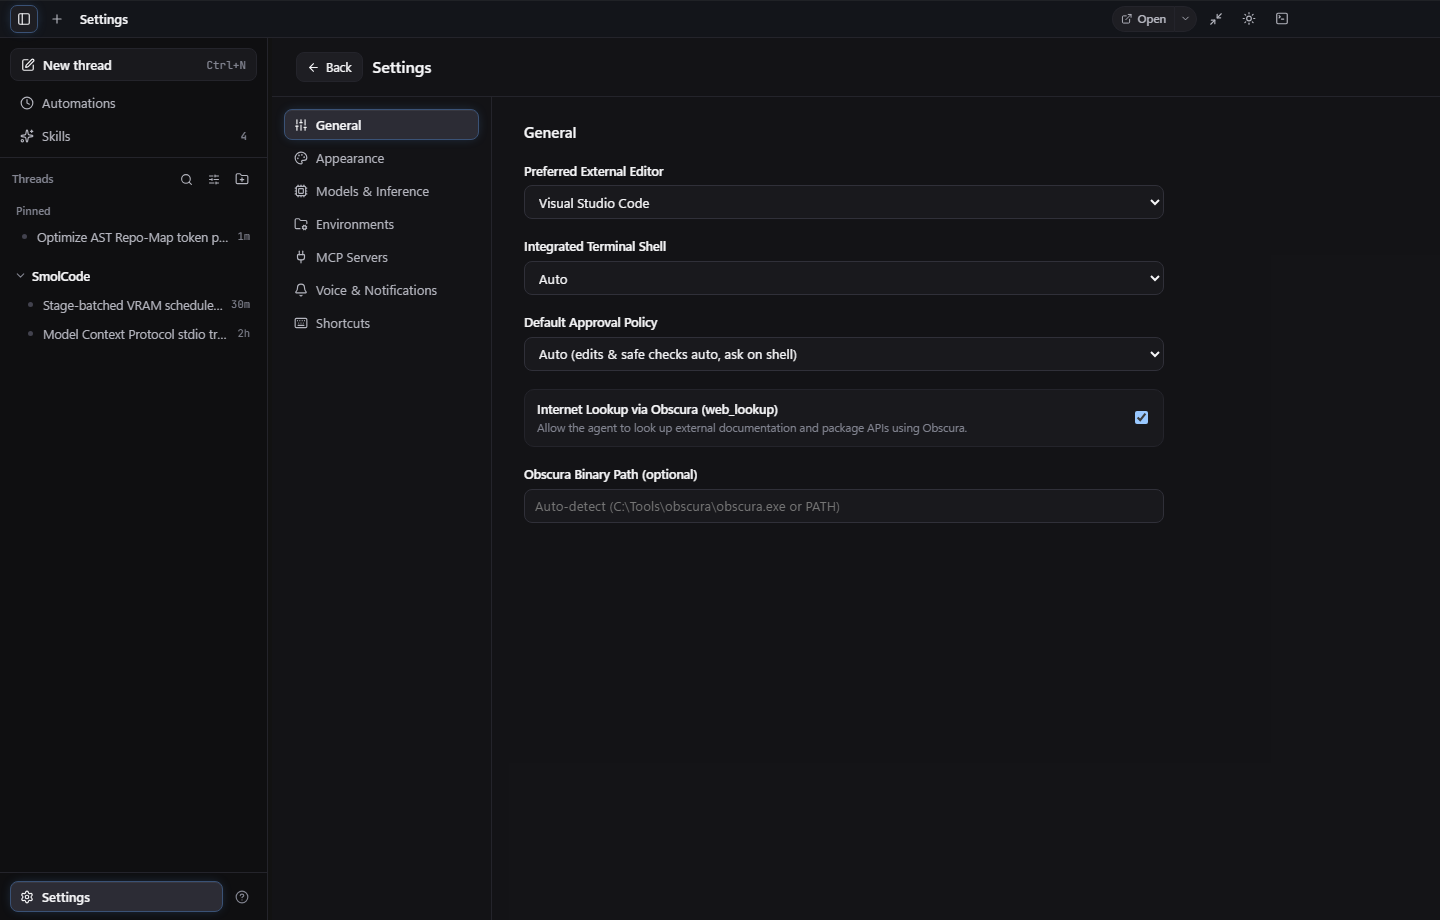 Settings
Open
New thread
Ctrl+N
Automations
Skills
4
Threads
Pinned
Optimize AST Repo-Map token p...
1m
SmolCode
Stage-batched VRAM schedule...
30m
Model Context Protocol stdio tr...
2h
Settings
Back
Settings
General
Appearance
Models & Inference
Environments
MCP Servers
Voice & Notifications
Shortcuts
General
Preferred External Editor
Visual Studio Code
Integrated Terminal Shell
Auto
Default Approval Policy
Auto (edits & safe checks auto, ask on shell)
Internet Lookup via Obscura (web_lookup)
Allow the agent to look up external documentation and package APIs using Obscura.
Obscura Binary Path (optional)
Auto-detect (C:\Tools\obscura\obscura.exe or PATH)